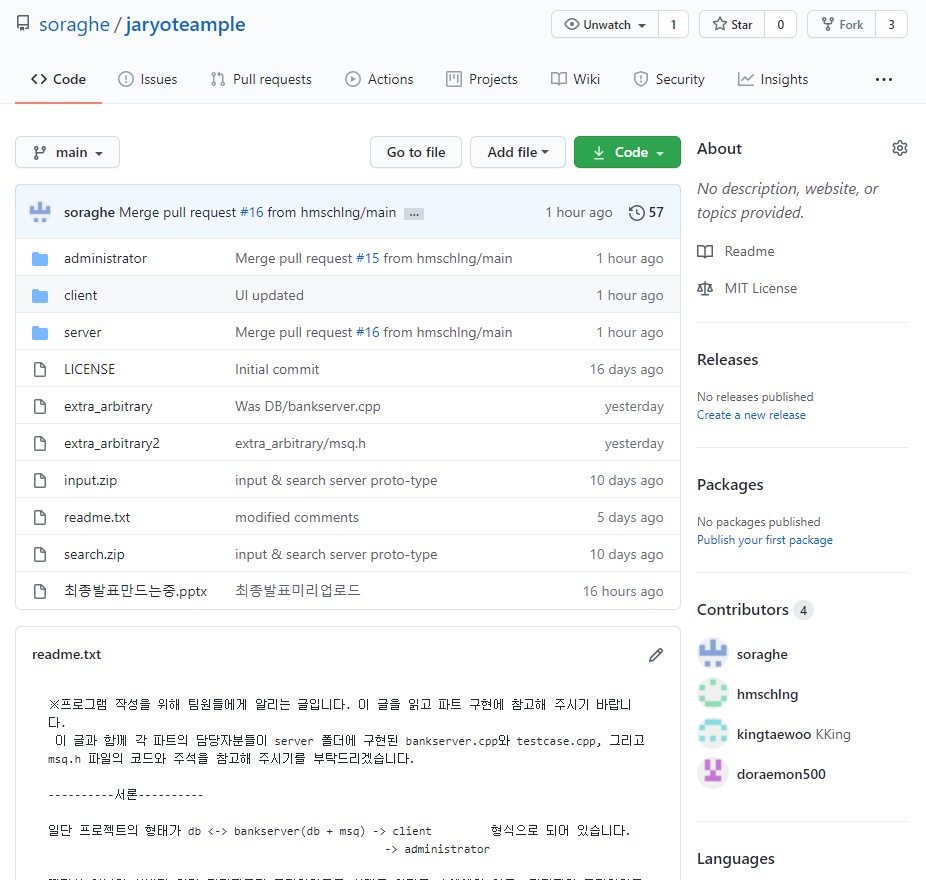 soraghe / jaryoteample
Unwatch 1 Star 0 Fork 3
Code Issues Pull requests Actions Projects Wiki Security Insights ...
main Go to file Add file Code
soraghe Merge pull request #16 from hmschlng/main ... 1 hour ago 57
administrator Merge pull request #15 from hmschlng/main 1 hour ago
client UI updated 1 hour ago
server Merge pull request #16 from hmschlng/main 1 hour ago
LICENSE Initial commit 16 days ago
extra_arbitrary Was DB/bankserver.cpp yesterday
extra_arbitrary2 extra_arbitrary/msq.h yesterday
input.zip input & search server proto-type 10 days ago
readme.txt modified comments 5 days ago
search.zip input & search server proto-type 10 days ago
최종발표만드는중.pptx 최종발표미리업로드 16 hours ago
readme.txt
※프로그램 작성을 위해 팀원들에게 알리는 글입니다. 이 글을 읽고 파트 구현에 참고해 주시기 바랍니
다.
이 글과 함께 각 파트의 담당자분들이 server 폴더에 구현된 bankserver.cpp와 testcase.cpp, 그리고
msq.h 파일의 코드와 주석을 참고해 주시기를 부탁드리겠습니다.
----------서론----------
일단 프로젝트의 형태가 db <-> bankserver(db + msq) -> client 형식으로 되어 있습니다.
-> administrator
About
No description, website, or
topics provided.
Readme
MIT License
Releases
No releases published
Create a new release
Packages
No packages published
Publish your first package
Contributors 4
soraghe
hmschlng
kingtaewoo KKing
doraemon500
Languages